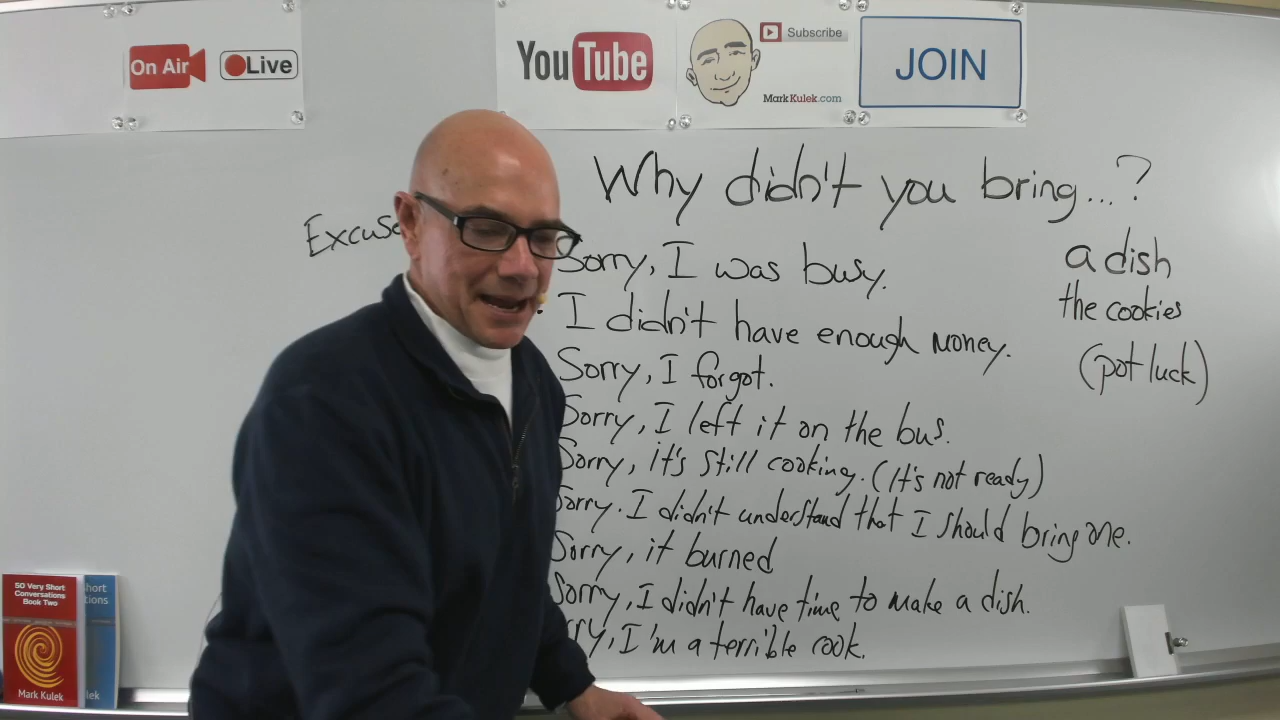 On Air
Live
YouTube
Subscribe
MarkKulek.com
JOIN
Why didn't you bring...?
Excuse
Sorry, I was busy.
a dish
the cookies
I didn't have enough money.
(pot luck)
Sorry, I forgot.
Sorry, I left it on the bus.
Sorry, it's still cooking. (It's not ready)
Sorry. I didn't understand that I should bring one.
Sorry, it burned
Sorry, I didn't have time to make a dish.
I'm a terrible cook.
50 Very Short
Conversations
Book Two
Mark Kulek